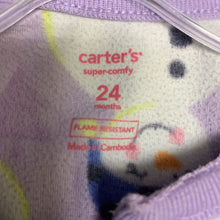 carter's
super-comfy
24
months
FLAME RESISTANT
Made in Cambodia